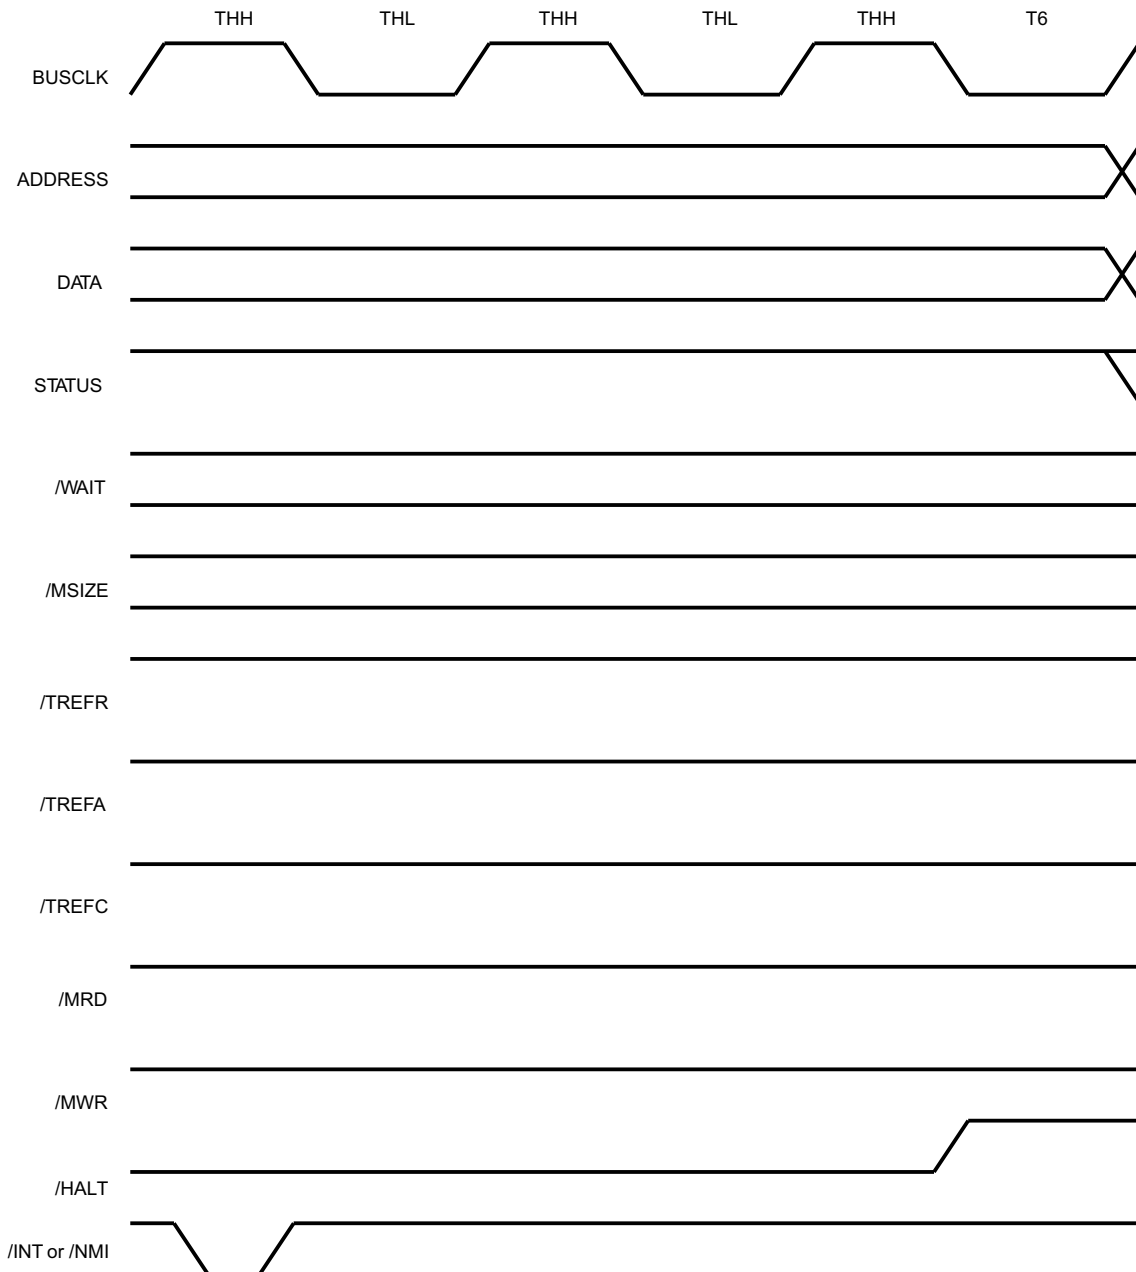 THH THL THH THL THH T6
BUSCLK
ADDRESS
DATA
STATUS
/WAIT
/MSIZE
/TREFR
/TREFA
/TREFC
/MRD
/MWR
/HALT
/INT or /NMI